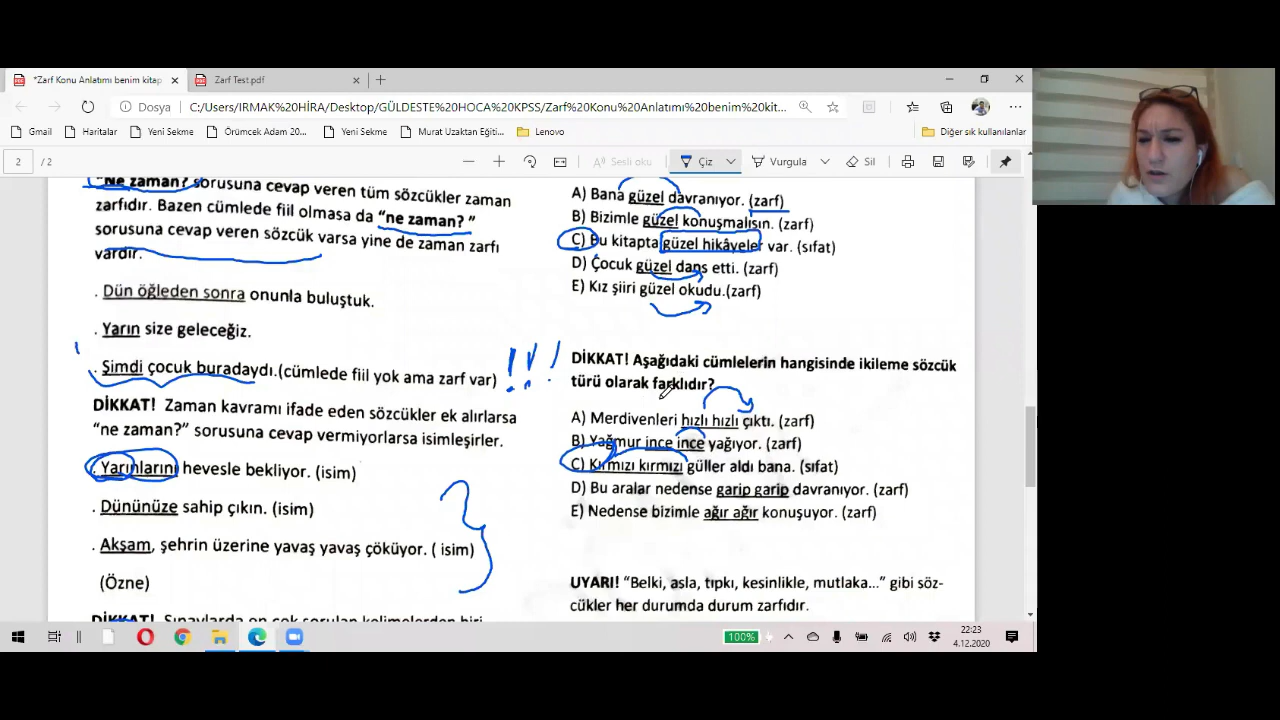 *Zarf Konu Anlatımı benim kitap
Zarf Test.pdf
Dosya
C:/Users/IRMAK%20HİRA/Desktop/GÜLDESTE%20HOCA%20KPSS/Zarf%20Konu%20Anlatımı%20benim%20kit...
Gmail
Haritalar
Yeni Sekme
Örümcek Adam 20...
Yeni Sekme
Murat Uzaktan Eğiti...
Lenovo
Diğer sık kullanılanlar
2 / 2
Sesli oku
Çiz
Vurgula
Sil
"Ne zaman? sorusuna cevap veren tüm sözcükler zaman
zarfıdır. Bazen cümlede fiil olmasa da "ne zaman? "
sorusuna cevap veren sözcük varsa yine de zaman zarfı
vardır.
. Dün öğleden sonra onunla buluştuk.
. Yarın size geleceğiz.
. Şimdi çocuk buradaydı.(cümlede fiil yok ama zarf var)
!!!
DİKKAT! Zaman kavramı ifade eden sözcükler ek alırlarsa
"ne zaman?" sorusuna cevap vermiyorlarsa isimleşirler.
. Yarınlarını hevesle bekliyor. (isim)
. Dününüze sahip çıkın. (isim)
. Akşam, şehrin üzerine yavaş yavaş çöküyor. ( isim)
(Özne)
DİKKAT! Sınavlarda en çok sorulan kelimelerden biri
A) Bana güzel davranıyor. (zarf)
B) Bizimle güzel konuşmalısın. (zarf)
C) Bu kitapta güzel hikâyeler var. (sıfat)
D) Çocuk güzel dans etti. (zarf)
E) Kız şiiri güzel okudu.(zarf)
DİKKAT! Aşağıdaki cümlelerin hangisinde ikileme sözcük
türü olarak farklıdır?
A) Merdivenleri hızlı hızlı çıktı. (zarf)
B) Yağmur ince ince yağıyor. (zarf)
C) Kırmızı kırmızı güller aldı bana. (sıfat)
D) Bu aralar nedense garip garip davranıyor. (zarf)
E) Nedense bizimle ağır ağır konuşuyor. (zarf)
UYARI! "Belki, asla, tıpkı, kesinlikle, mutlaka..." gibi söz-
cükler her durumda durum zarfıdır.
100%
22:23
4.12.2020